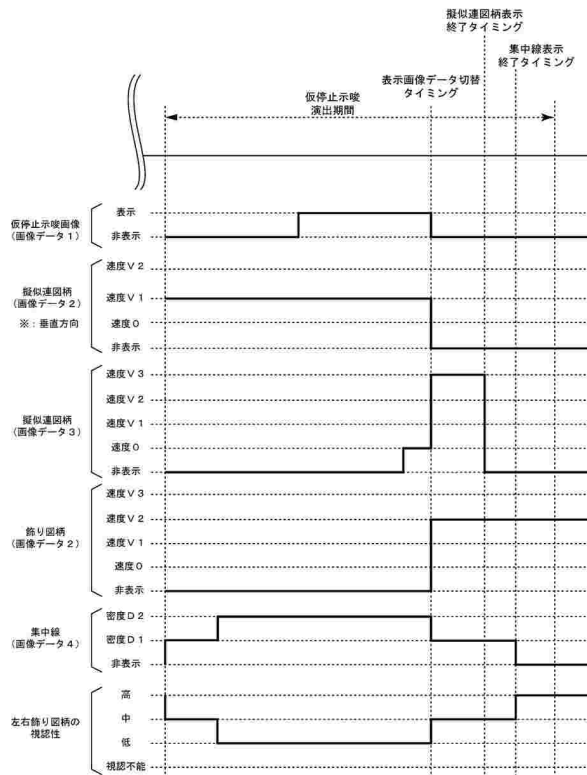 擬似連図柄表示
終了タイミング
集中線表示
終了タイミング
表示画像データ切替
タイミング
仮停止示唆
演出期間
仮停止示唆画像
(画像データ1)
表示
非表示
擬似連図柄
(画像データ2)
※:垂直方向
速度V2
速度V1
速度0
非表示
擬似連図柄
(画像データ3)
速度V3
速度V2
速度V1
速度0
非表示
飾り図柄
(画像データ2)
速度V3
速度V2
速度V1
速度0
非表示
集中線
(画像データ4)
密度D2
密度D1
非表示
左右飾り図柄の
視認性
高
中
低
視認不能